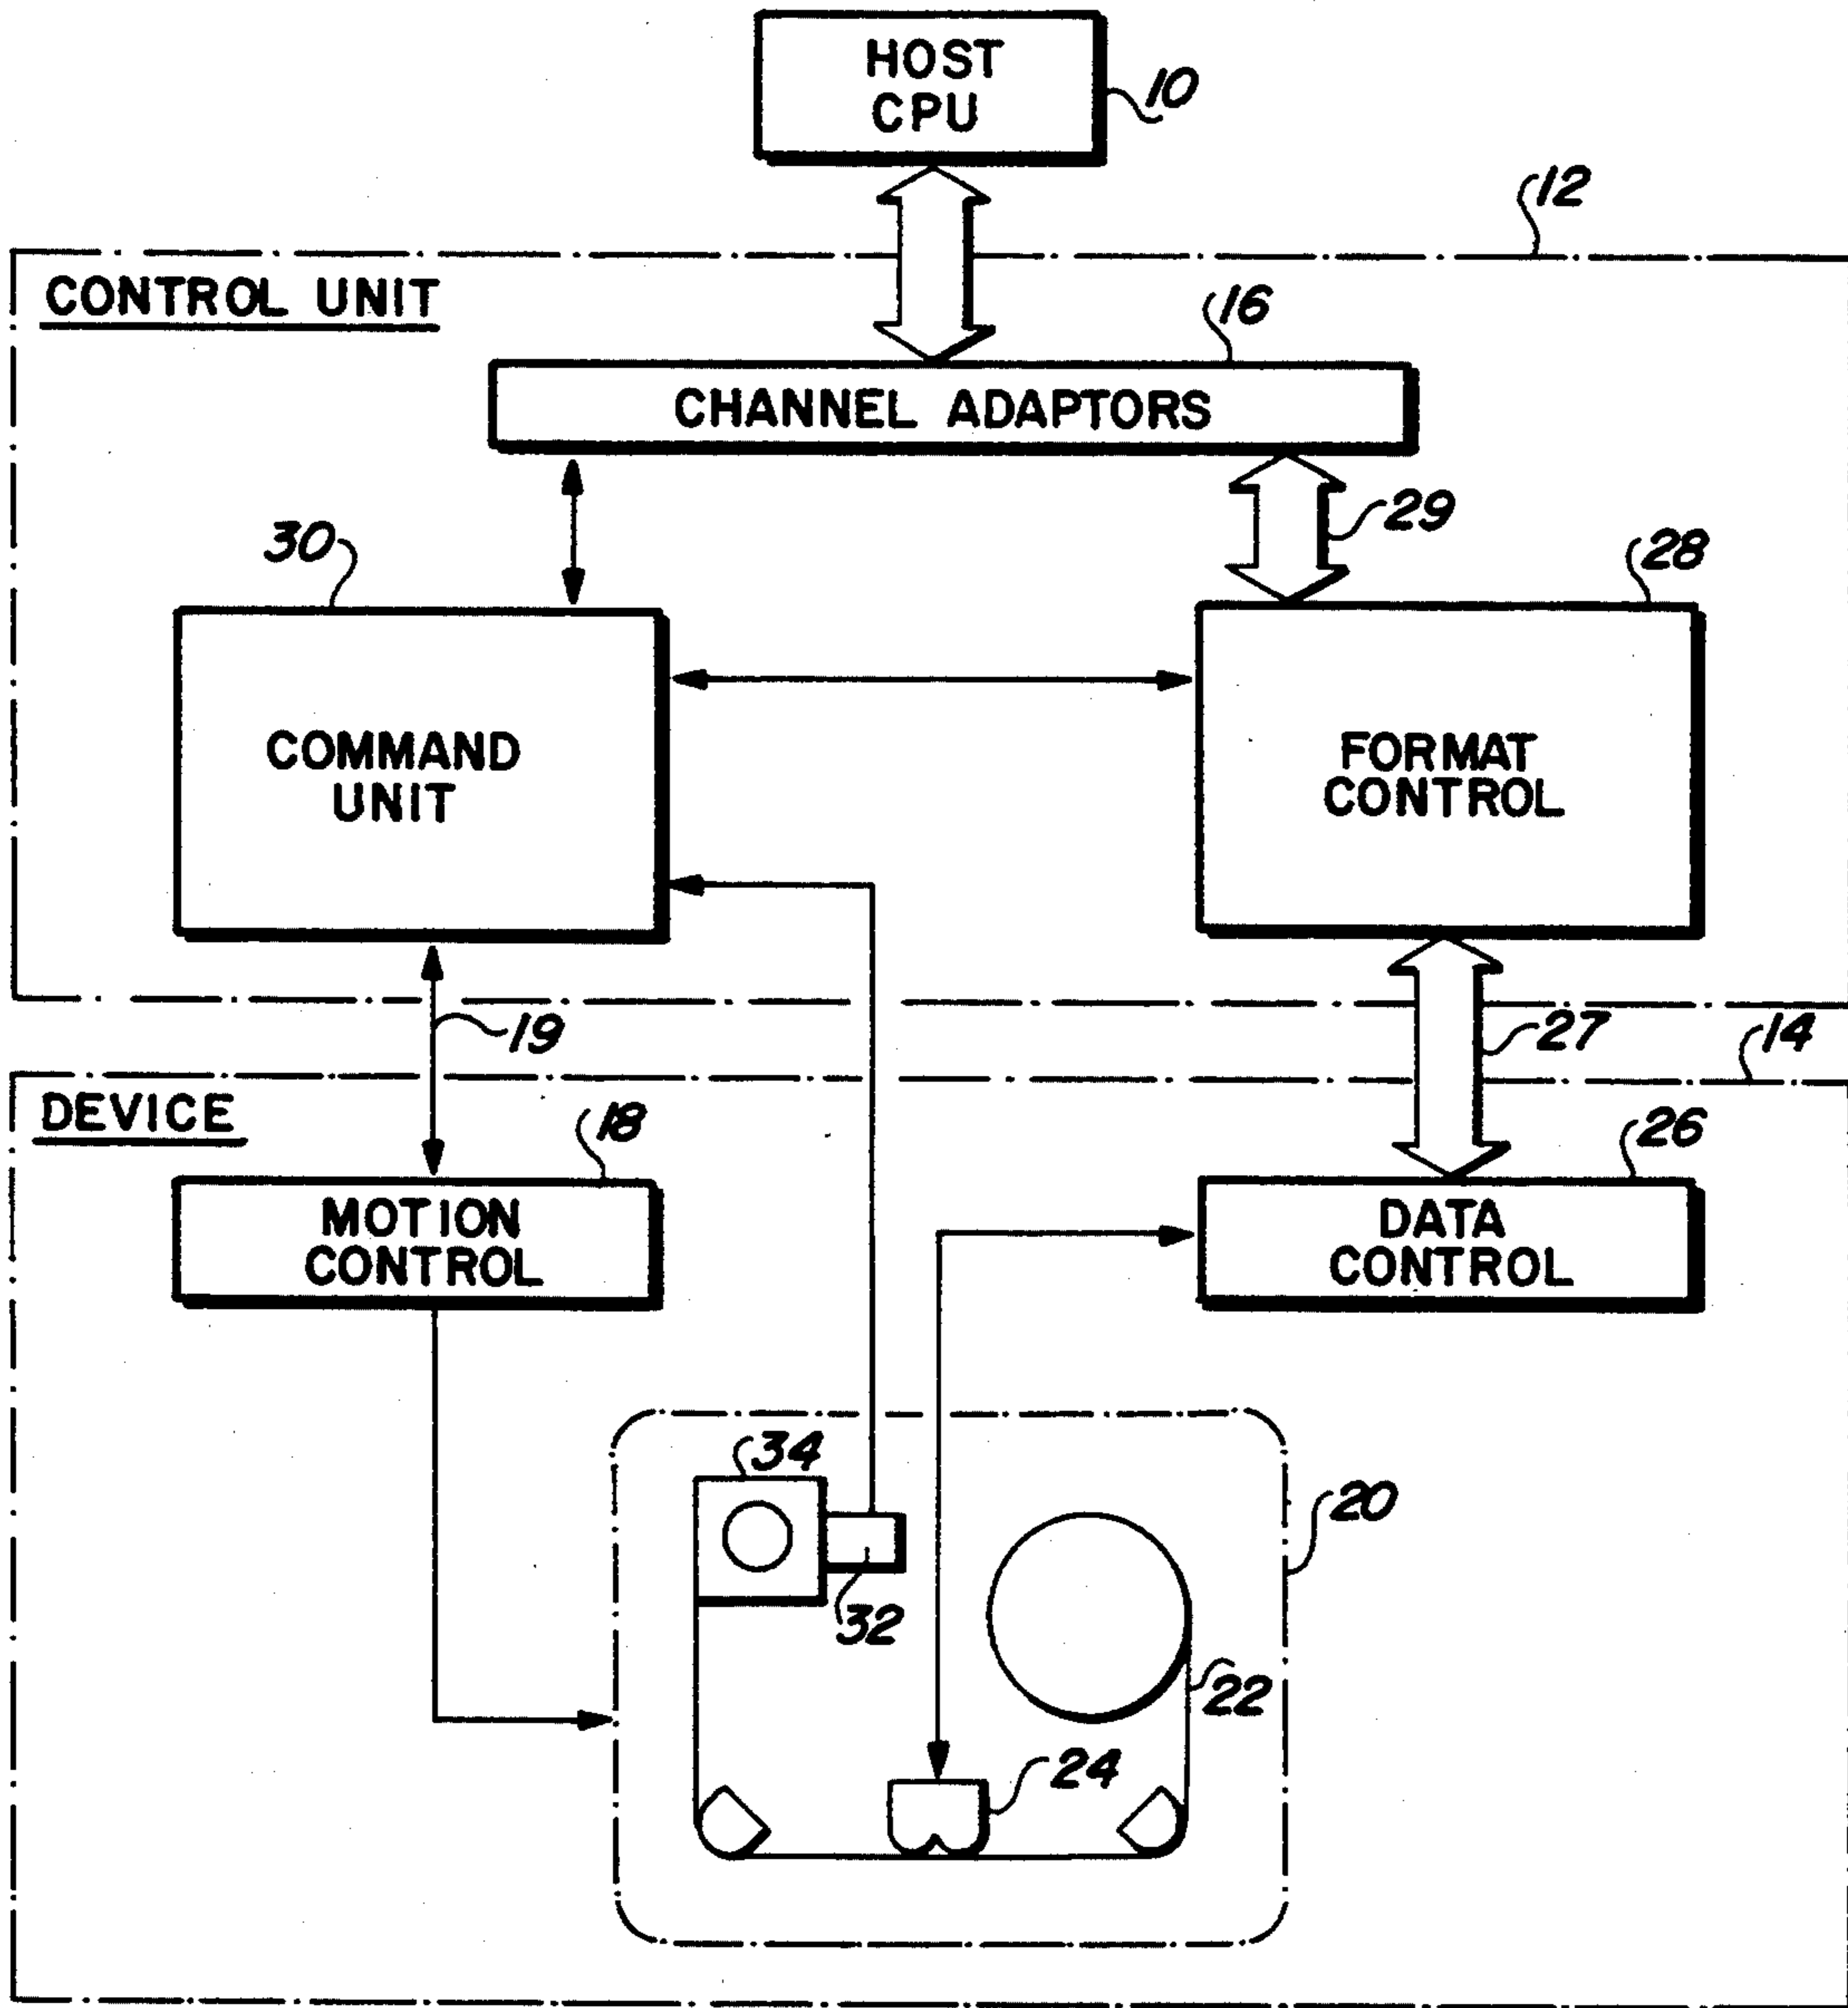 HOST
CPU
10
12
CONTROL UNIT
16
CHANNEL ADAPTORS
29
30
28
COMMAND
UNIT
FORMAT
CONTROL
19
27
14
DEVICE
18
26
MOTION
CONTROL
DATA
CONTROL
34
20
32
22
24